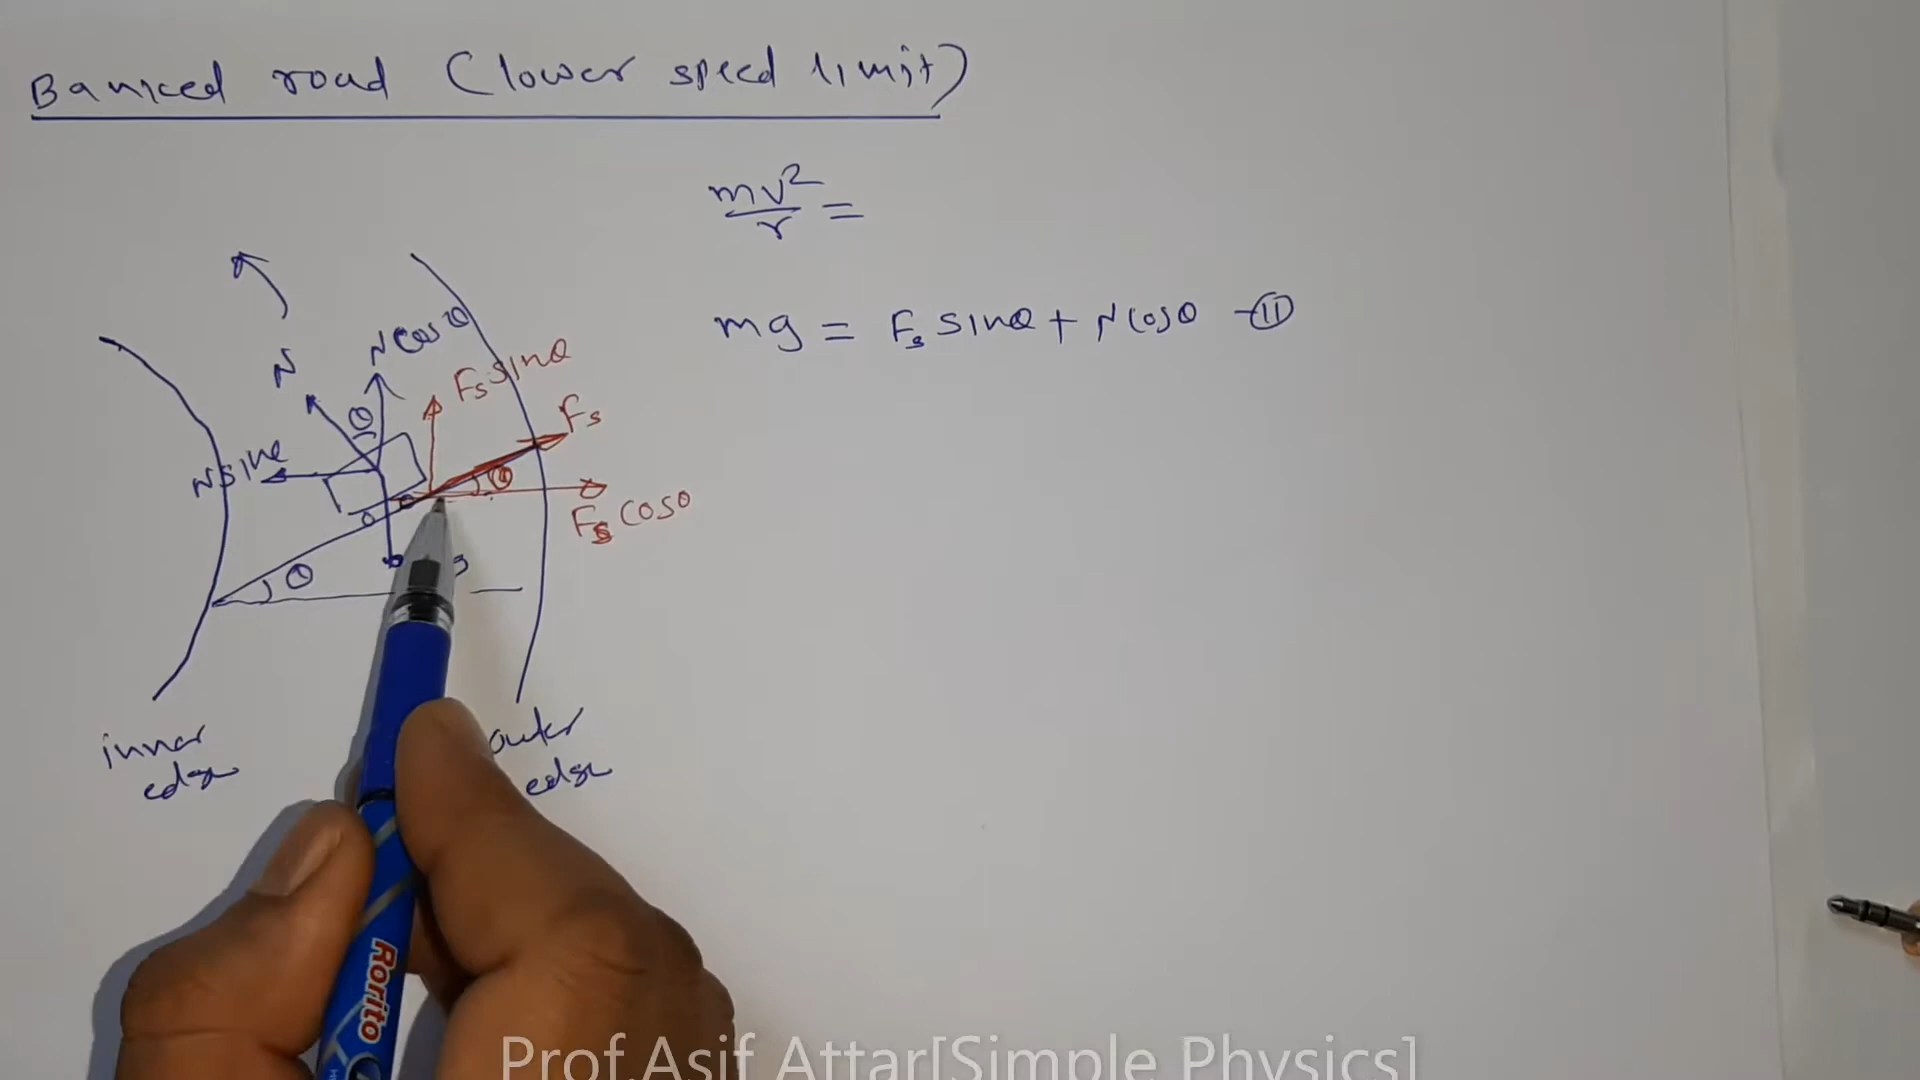 Banked road (lower speed limit)
mv²/r =
mg = Fs sinθ + N cosθ -(II)
N cosθ
N
θ
Fs sinθ
Fs
N sinθ
θ
Fs cosθ
θ
inner
edge
outer
edge
Rorito
Prof.Asif Attar[Simple Physics]